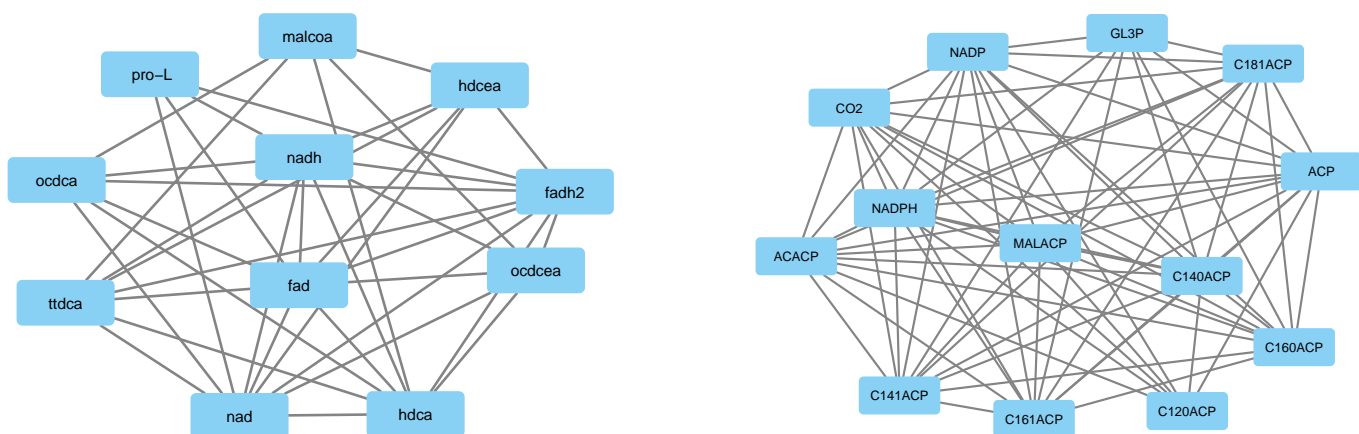 malcoa
pro−L
hdcea
nadh
ocdca
fadh2
ocdcea
fad
ttdca
hdca
nad
GL3P
NADP
C181ACP
CO2
ACP
NADPH
MALACP
ACACP
C140ACP
C160ACP
C141ACP
C120ACP
C161ACP